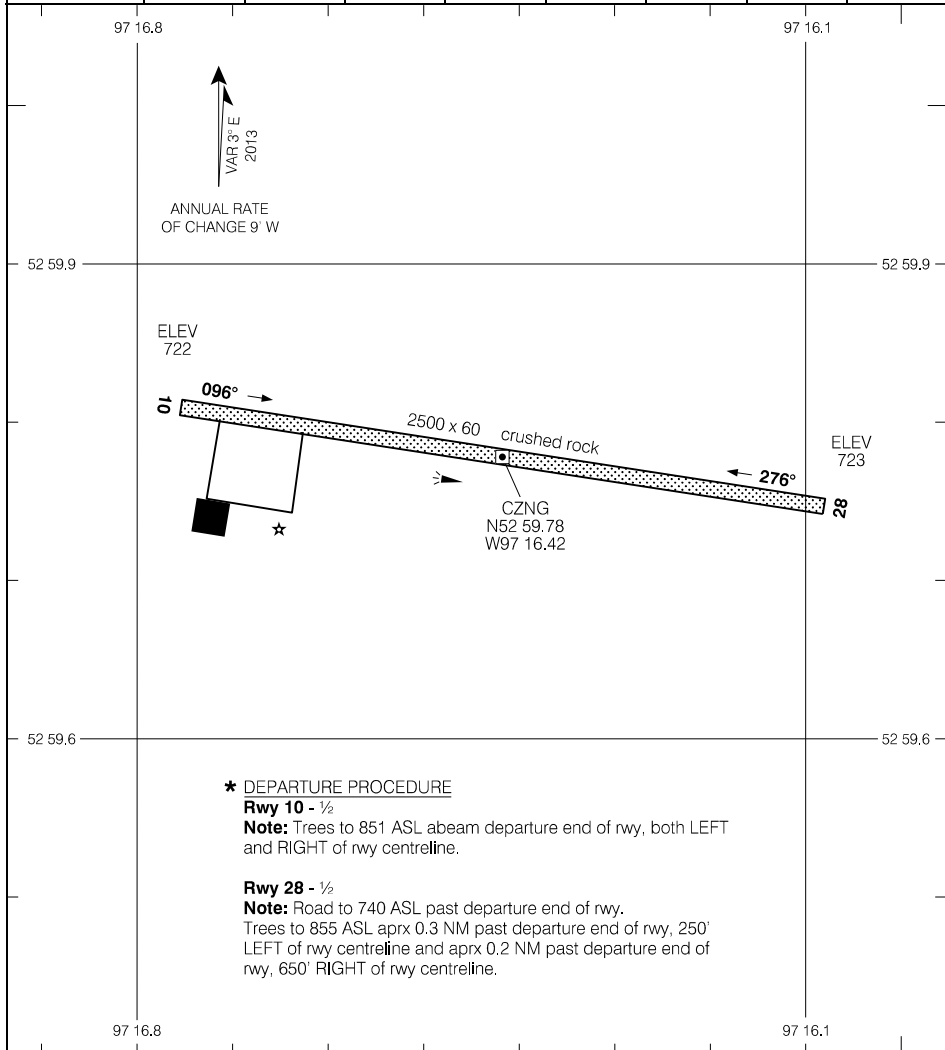 97 16.8
97 16.1
VAR 3° E
2013
ANNUAL RATE
OF CHANGE 9' W
52 59.9
52 59.9
ELEV
722
10
096°
2500 x 60
crushed rock
ELEV
723
276°
28
CZNG
N52 59.78
W97 16.42
52 59.6
52 59.6
* DEPARTURE PROCEDURE
Rwy 10 - ½
Note: Trees to 851 ASL abeam departure end of rwy, both LEFT
and RIGHT of rwy centreline.
Rwy 28 - ½
Note: Road to 740 ASL past departure end of rwy.
Trees to 855 ASL aprx 0.3 NM past departure end of rwy, 250'
LEFT of rwy centreline and aprx 0.2 NM past departure end of
rwy, 650' RIGHT of rwy centreline.
97 16.8
97 16.1